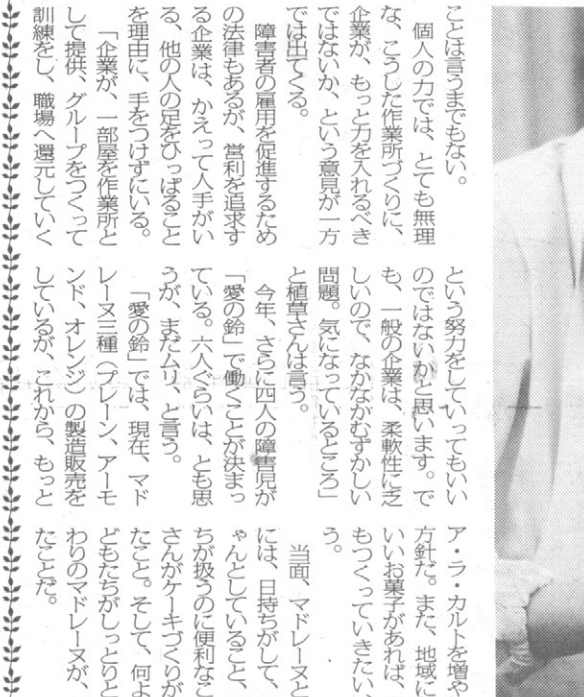 ことは言うまでもない。
個人の力では、とても無理
な、こうした作業所づくりに、
企業が、もっと力を入れるべき
ではないか、という意見が一方
では出てくる。
障害者の雇用を促進するため
の法律もあるが、営利を追求す
る企業は、かえって人手がい
る、他の人の足をひっぱること
を理由に、手をつけずにいる。
「企業が、一部屋を作業所と
して提供、グループをつくって
訓練をし、職場へ還元していく
という努力をしていってもいい
のではないかと思います。で
も、一般の企業は、柔軟性に乏
しいので、なかなかむずかしい
問題。気になっているところ」
と植草さんは言う。
今年、さらに四人の障害児が
「愛の鈴」で働くことが決まっ
ている。六人ぐらいは、とも思
うが、まだムリ、と言う。
「愛の鈴」では、現在、マド
レーヌ三種（プレーン、アーモ
ンド、オレンジ）の製造販売を
しているが、これから、もっと
ア・ラ・カルトを増や
方針だ。また、地域に
いいお菓子があれば、
もつくっていきたい、
う。
当面、マドレーヌと
には、日持ちがして、
ゃんとしていること、
ちが扱うのに便利なこ
さんがケーキづくりが
たこと。そして、何よ
どもたちがしっとりと
わりのマドレーヌが、
たことだ。